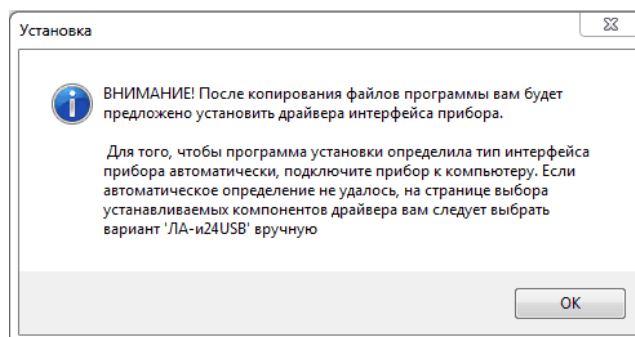 Установка
ВНИМАНИЕ! После копирования файлов программы вам будет
предложено установить драйвера интерфейса прибора.
Для того, чтобы программа установки определила тип интерфейса
прибора автоматически, подключите прибор к компьютеру. Если
автоматическое определение не удалось, на странице выбора
устанавливаемых компонентов драйвера вам следует выбрать
вариант 'ЛА-и24USB' вручную
ОК